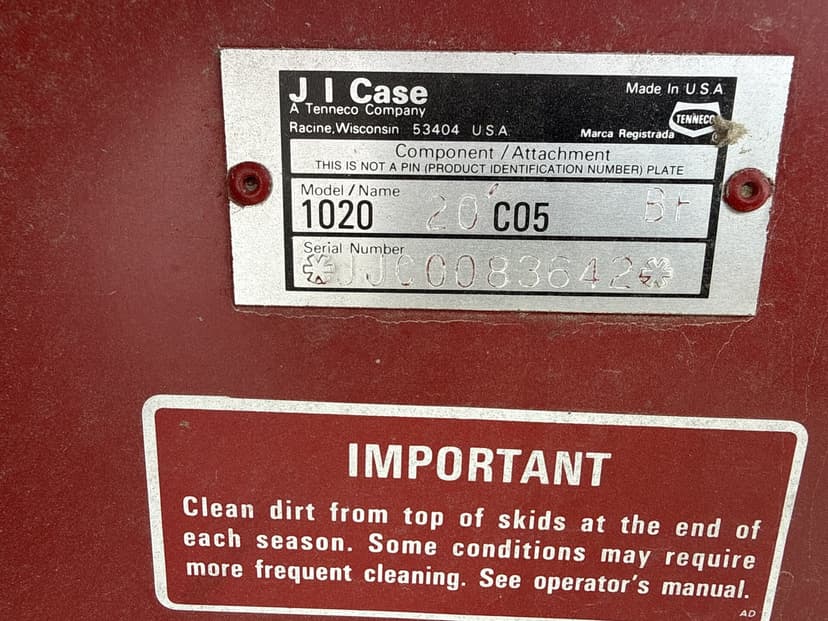 J I Case
A Tenneco Company
Racine, Wisconsin 53404 U.S.A
Made In U.S.A
TENNECO
Marca Registrada
Component / Attachment
THIS IS NOT A PIN (PRODUCT IDENTIFICATION NUMBER) PLATE
Model / Name
1020 20' C05
Serial Number
*JJC0083642*
IMPORTANT
Clean dirt from top of skids at the end of
each season. Some conditions may require
more frequent cleaning. See operator's manual.
AD